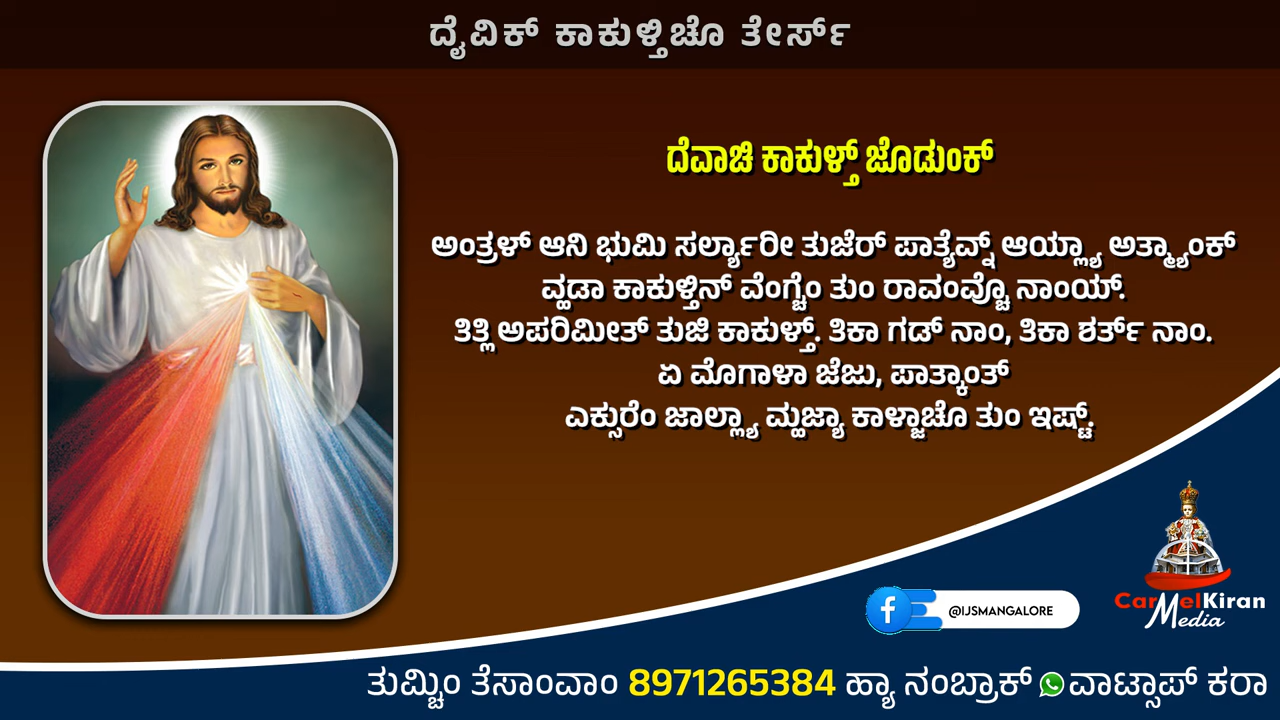 ದೈವಿಕ್ ಕಾಕುಳ್ತಿಚೊ ತೇರ್ಸ್
ದೆವಾಚಿ ಕಾಕುಳ್ತ್ ಜೊಡುಂಕ್
ಅಂತ್ರಳ್ ಆನಿ ಭುಮಿ ಸರ್ಲ್ಯಾರೀ ತುಜೆರ್ ಪಾತ್ಯೆವ್ನ್ ಆಯ್ಲ್ಯಾ ಅತ್ಮ್ಯಾಂಕ್
ವ್ಹಡಾ ಕಾಕುಳ್ತಿನ್ ವೆಂಗ್ಚೆಂ ತುಂ ರಾವಂವ್ಚೊ ನಾಂಯ್.
ತಿತ್ಲಿ ಅಪರಿಮೀತ್ ತುಜಿ ಕಾಕುಳ್ತ್. ತಿಕಾ ಗಡ್ ನಾಂ, ತಿಕಾ ಶರ್ತ್ ನಾಂ.
ಏ ಮೊಗಾಳಾ ಜೆಜು, ಪಾತ್ಕಾಂತ್
ಎಕ್ಸುರೆಂ ಜಾಲ್ಲ್ಯಾ ಮ್ಹಜ್ಯಾ ಕಾಳ್ಜಾಚೊ ತುಂ ಇಷ್ಟ್.
@IJSMANGALORE
CarmelKiran
Media
ತುಮ್ಚಿಂ ತೆಸಾಂವಾಂ 8971265384 ಹ್ಯಾ ನಂಬ್ರಾಕ್ ವಾಟ್ಸಾಪ್ ಕರಾ